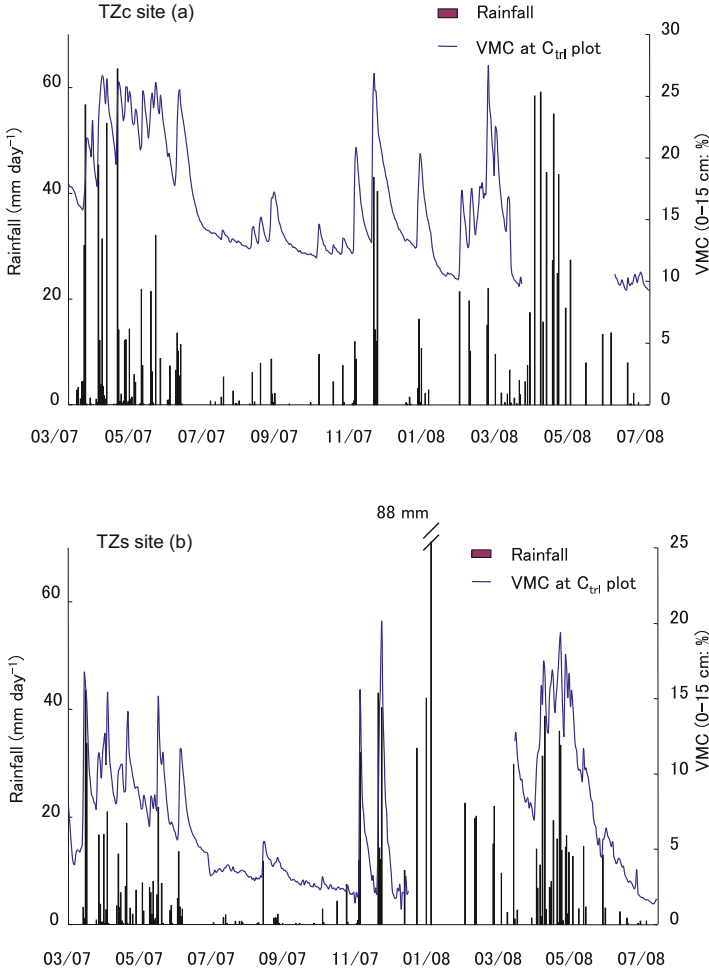 TZc site (a)
Rainfall
VMC at Ctrl plot
Rainfall (mm day−1)
60
40
20
0
30
25
20
15
10
5
0
VMC (0−15 cm: %)
03/07 05/07 07/07 09/07 11/07 01/08 03/08 05/08 07/08
88 mm
TZs site (b)
Rainfall
VMC at Ctrl plot
Rainfall (mm day−1)
60
40
20
0
25
20
15
10
5
0
VMC (0−15 cm: %)
03/07 05/07 07/07 09/07 11/07 01/08 03/08 05/08 07/08